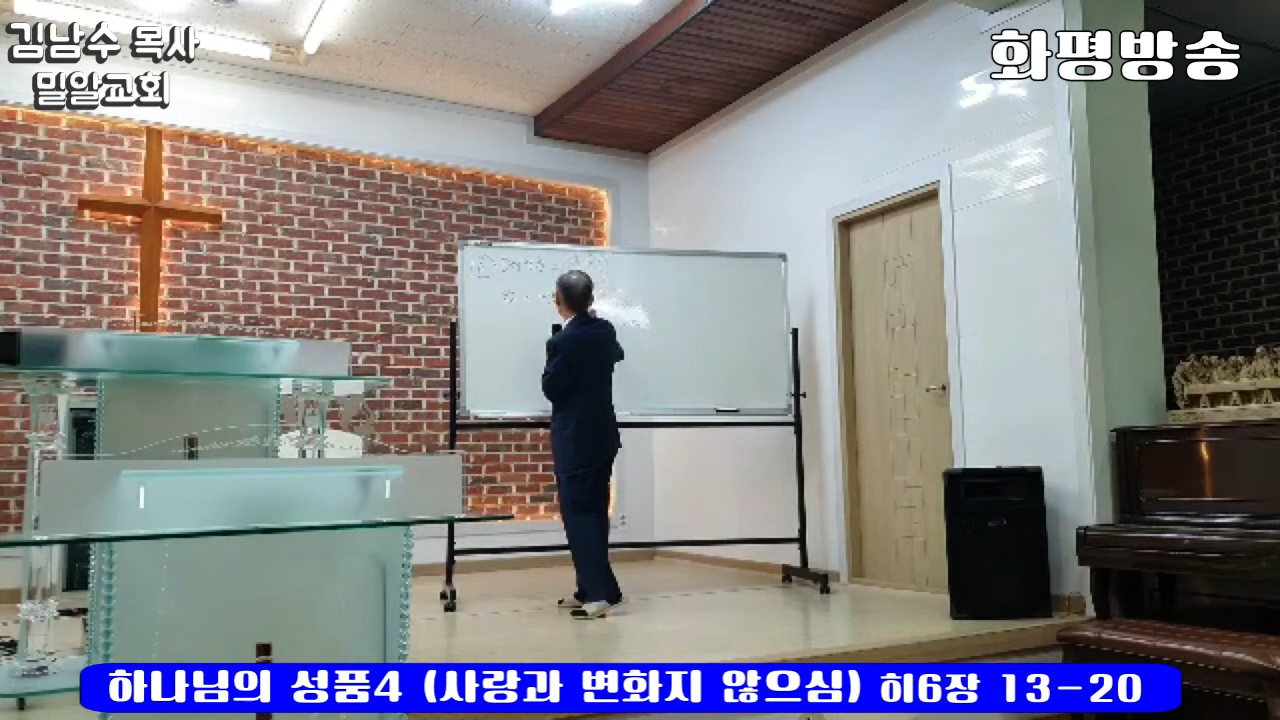 김남수 목사
밀알교회
화평방송
하나님의 성품4 (사랑과 변화지 않으심) 히6장 13-20